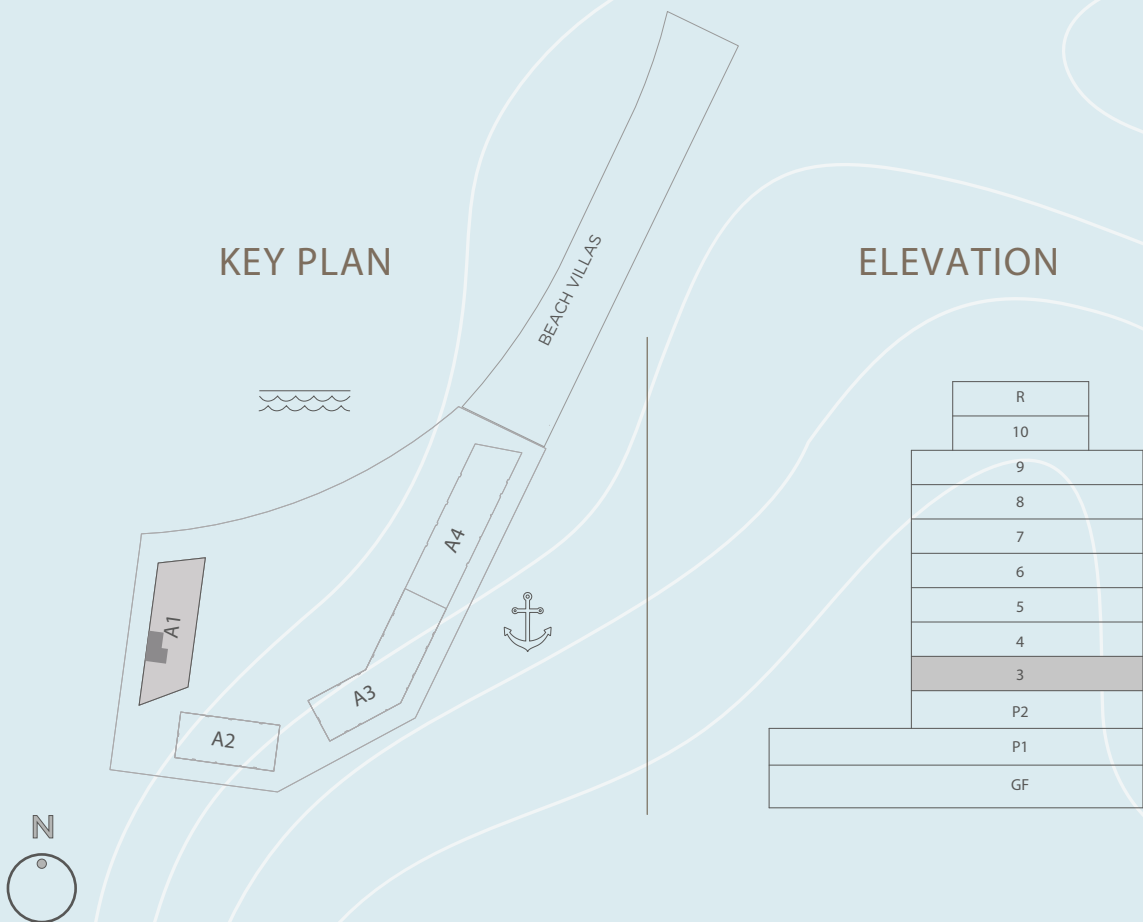 KEY PLAN
BEACH VILLAS
A4
A1
A3
A2
N
ELEVATION
R
10
9
8
7
6
5
4
3
P2
P1
GF